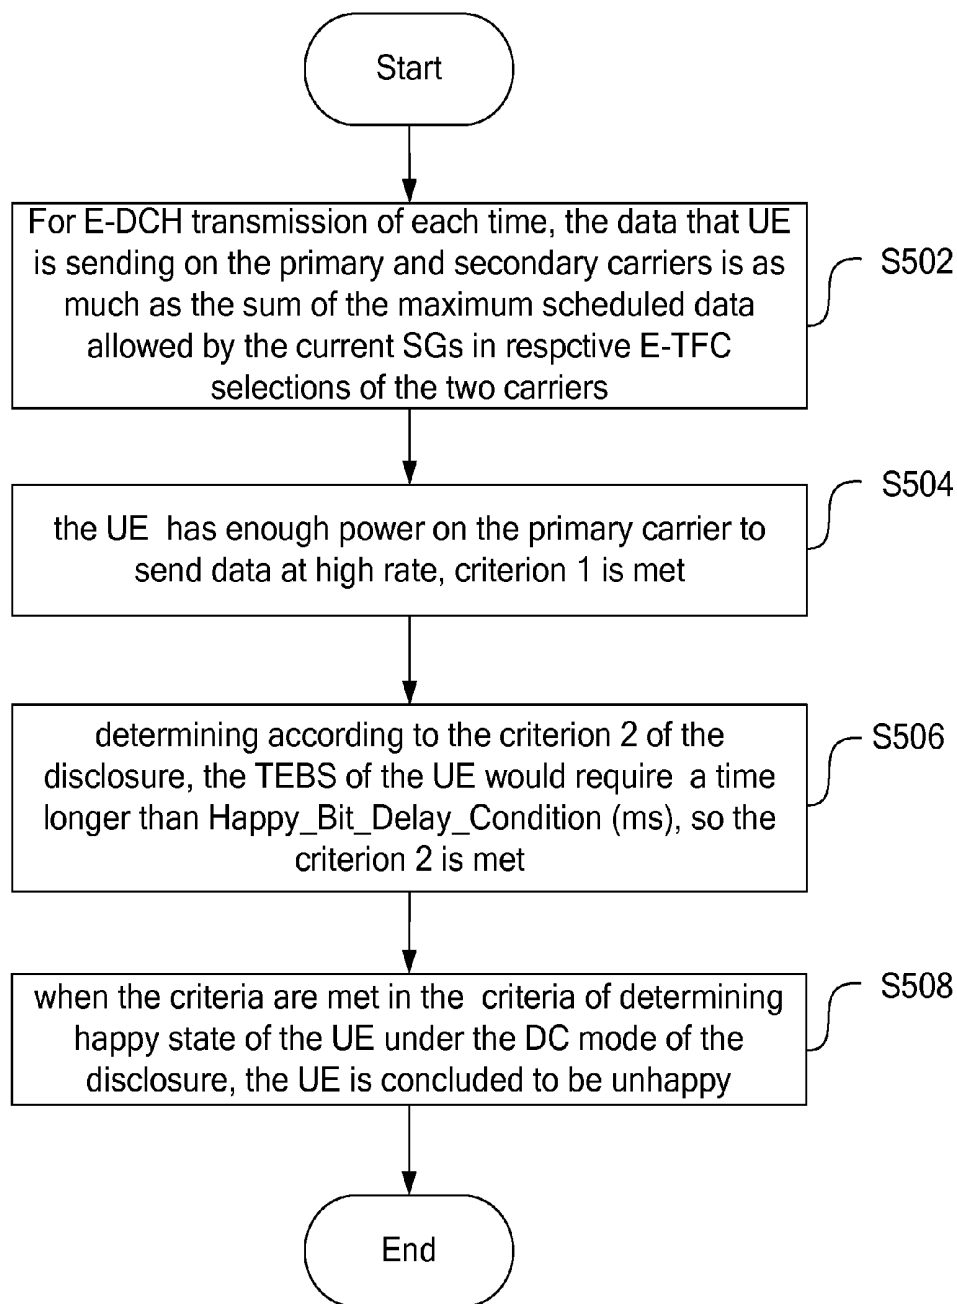 Start
For E-DCH transmission of each time, the data that UE
is sending on the primary and secondary carriers is as
much as the sum of the maximum scheduled data
allowed by the current SGs in respctive E-TFC
selections of the two carriers
S502
the UE has enough power on the primary carrier to
send data at high rate, criterion 1 is met
S504
determining according to the criterion 2 of the
disclosure, the TEBS of the UE would require a time
longer than Happy_Bit_Delay_Condition (ms), so the
criterion 2 is met
S506
when the criteria are met in the criteria of determining
happy state of the UE under the DC mode of the
disclosure, the UE is concluded to be unhappy
S508
End